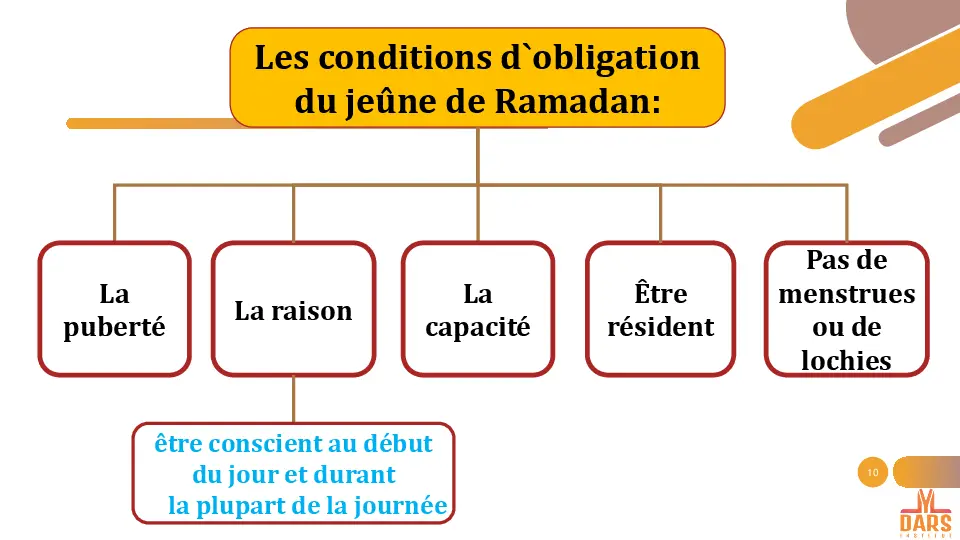 Les conditions d`obligation
du jeûne de Ramadan:
La
puberté
La raison
La
capacité
Être
résident
Pas de
menstrues
ou de
lochies
être conscient au début
du jour et durant
la plupart de la journée
10
DARS
INSTITUT